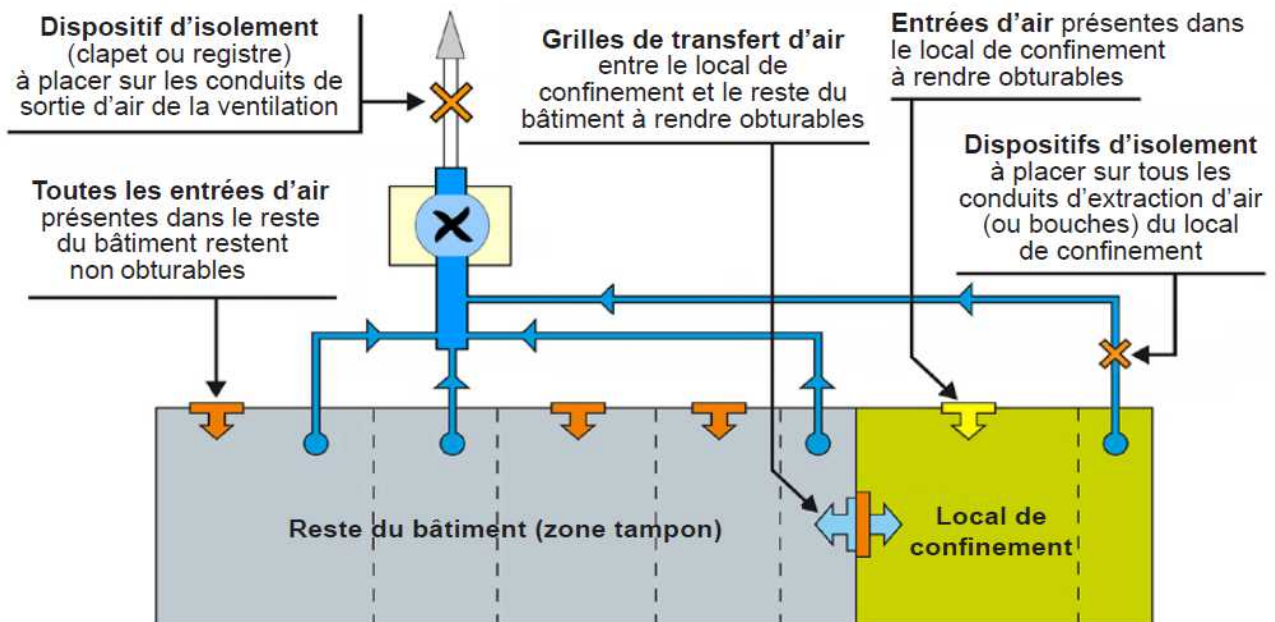 Dispositif d'isolement
(clapet ou registre)
à placer sur les conduits de
sortie d'air de la ventilation
Grilles de transfert d'air
entre le local de
confinement et le reste du
bâtiment à rendre obturables
Entrées d'air présentes dans
le local de confinement
à rendre obturables
Dispositifs d'isolement
à placer sur tous les
conduits d'extraction d'air
(ou bouches) du local
de confinement
Toutes les entrées d'air
présentes dans le reste
du bâtiment restent
non obturables
Reste du bâtiment (zone tampon)
Local de
confinement